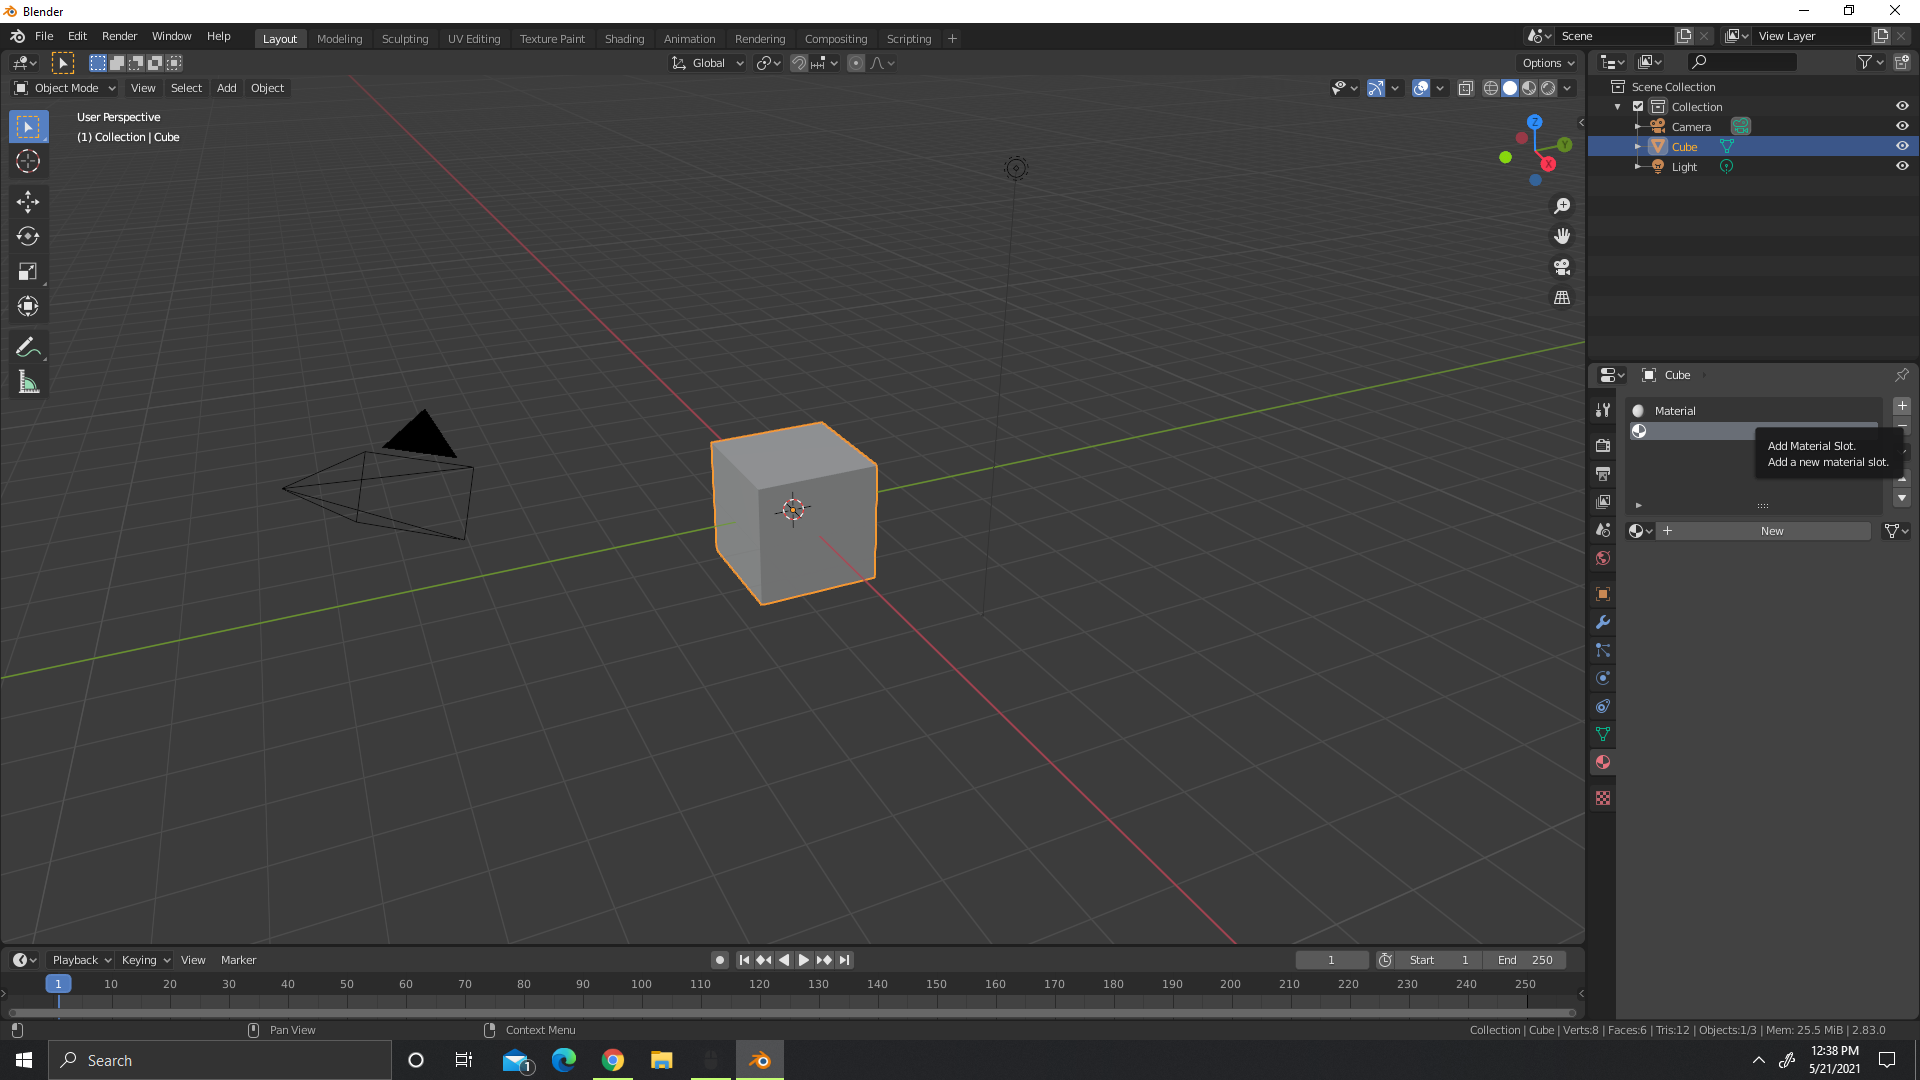 Blender
File Edit Render Window Help
Layout Modeling Sculpting UV Editing Texture Paint Shading Animation Rendering Compositing Scripting +
Scene
View Layer
Global
Options
Object Mode View Select Add Object
User Perspective
(1) Collection | Cube
Z
Y
X
Scene Collection
Collection
Camera
Cube
Light
Cube
Material
Add Material Slot.
Add a new material slot.
New
Playback Keying View Marker
1
Start 1
End 250
1 10 20 30 40 50 60 70 80 90 100 110 120 130 140 150 160 170 180 190 200 210 220 230 240 250
Pan View
Context Menu
Collection | Cube | Verts:8 | Faces:6 | Tris:12 | Objects:1/3 | Mem: 25.5 MiB | 2.83.0
Search
1
12:38 PM
5/21/2021